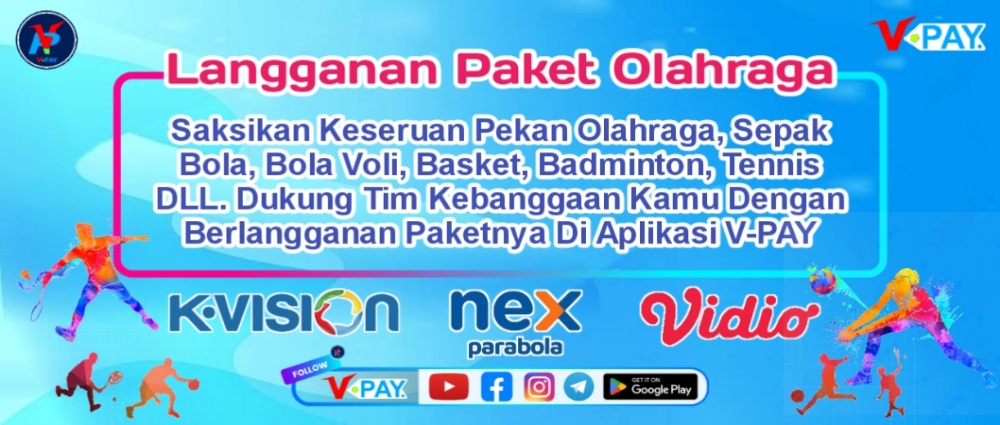 V-PAY
V-PAY.
Langganan Paket Olahraga
Saksikan Keseruan Pekan Olahraga, Sepak
Bola, Bola Voli, Basket, Badminton, Tennis
DLL. Dukung Tim Kebanggaan Kamu Dengan
Berlangganan Paketnya Di Aplikasi V-PAY
K-VISION
nex
parabola
Vidio
FOLLOW
V-PAY.
GET IT ON
Google Play